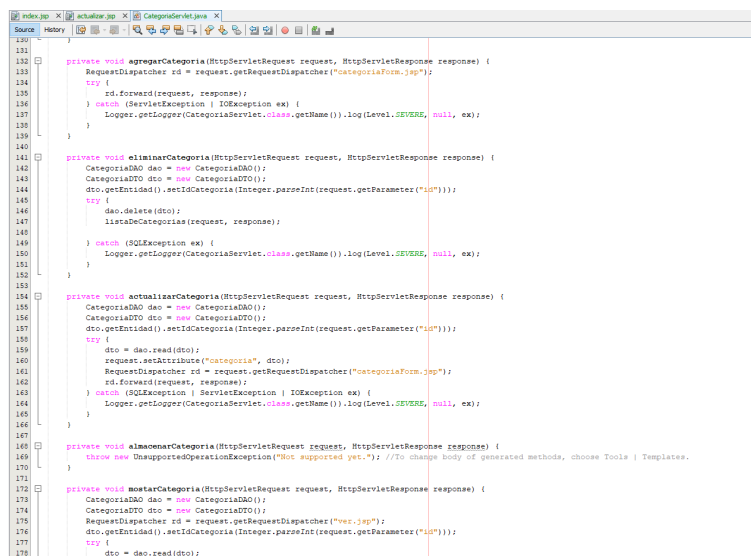 index.jsp actualizar.jsp CategoriaServlet.java
Source History
130 }
131
132 private void agregarCategoria(HttpServletRequest request, HttpServletResponse response) {
133 RequestDispatcher rd = request.getRequestDispatcher("categoriaForm.jsp");
134 try {
135 rd.forward(request, response);
136 } catch (ServletException | IOException ex) {
137 Logger.getLogger(CategoriaServlet.class.getName()).log(Level.SEVERE, null, ex);
138 }
139 }
140
141 private void eliminarCategoria(HttpServletRequest request, HttpServletResponse response) {
142 CategoriaDAO dao = new CategoriaDAO();
143 CategoriaDTO dto = new CategoriaDTO();
144 dto.getEntidad().setIdCategoria(Integer.parseInt(request.getParameter("id")));
145 try {
146 dao.delete(dto);
147 listaDeCategorias(request, response);
148
149 } catch (SQLException ex) {
150 Logger.getLogger(CategoriaServlet.class.getName()).log(Level.SEVERE, null, ex);
151 }
152 }
153
154 private void actualizarCategoria(HttpServletRequest request, HttpServletResponse response) {
155 CategoriaDAO dao = new CategoriaDAO();
156 CategoriaDTO dto = new CategoriaDTO();
157 dto.getEntidad().setIdCategoria(Integer.parseInt(request.getParameter("id")));
158 try {
159 dto = dao.read(dto);
160 request.setAttribute("categoria", dto);
161 RequestDispatcher rd = request.getRequestDispatcher("categoriaForm.jsp");
162 rd.forward(request, response);
163 } catch (SQLException | ServletException | IOException ex) {
164 Logger.getLogger(CategoriaServlet.class.getName()).log(Level.SEVERE, null, ex);
165 }
166 }
167
168 private void almacenarCategoria(HttpServletRequest request, HttpServletResponse response) {
169 throw new UnsupportedOperationException("Not supported yet."); //To change body of generated methods, choose Tools | Templates.
170 }
171
172 private void mostarCategoria(HttpServletRequest request, HttpServletResponse response) {
173 CategoriaDAO dao = new CategoriaDAO();
174 CategoriaDTO dto = new CategoriaDTO();
175 RequestDispatcher rd = request.getRequestDispatcher("ver.jsp");
176 dto.getEntidad().setIdCategoria(Integer.parseInt(request.getParameter("id")));
177 try {
178 dto = dao.read(dto);